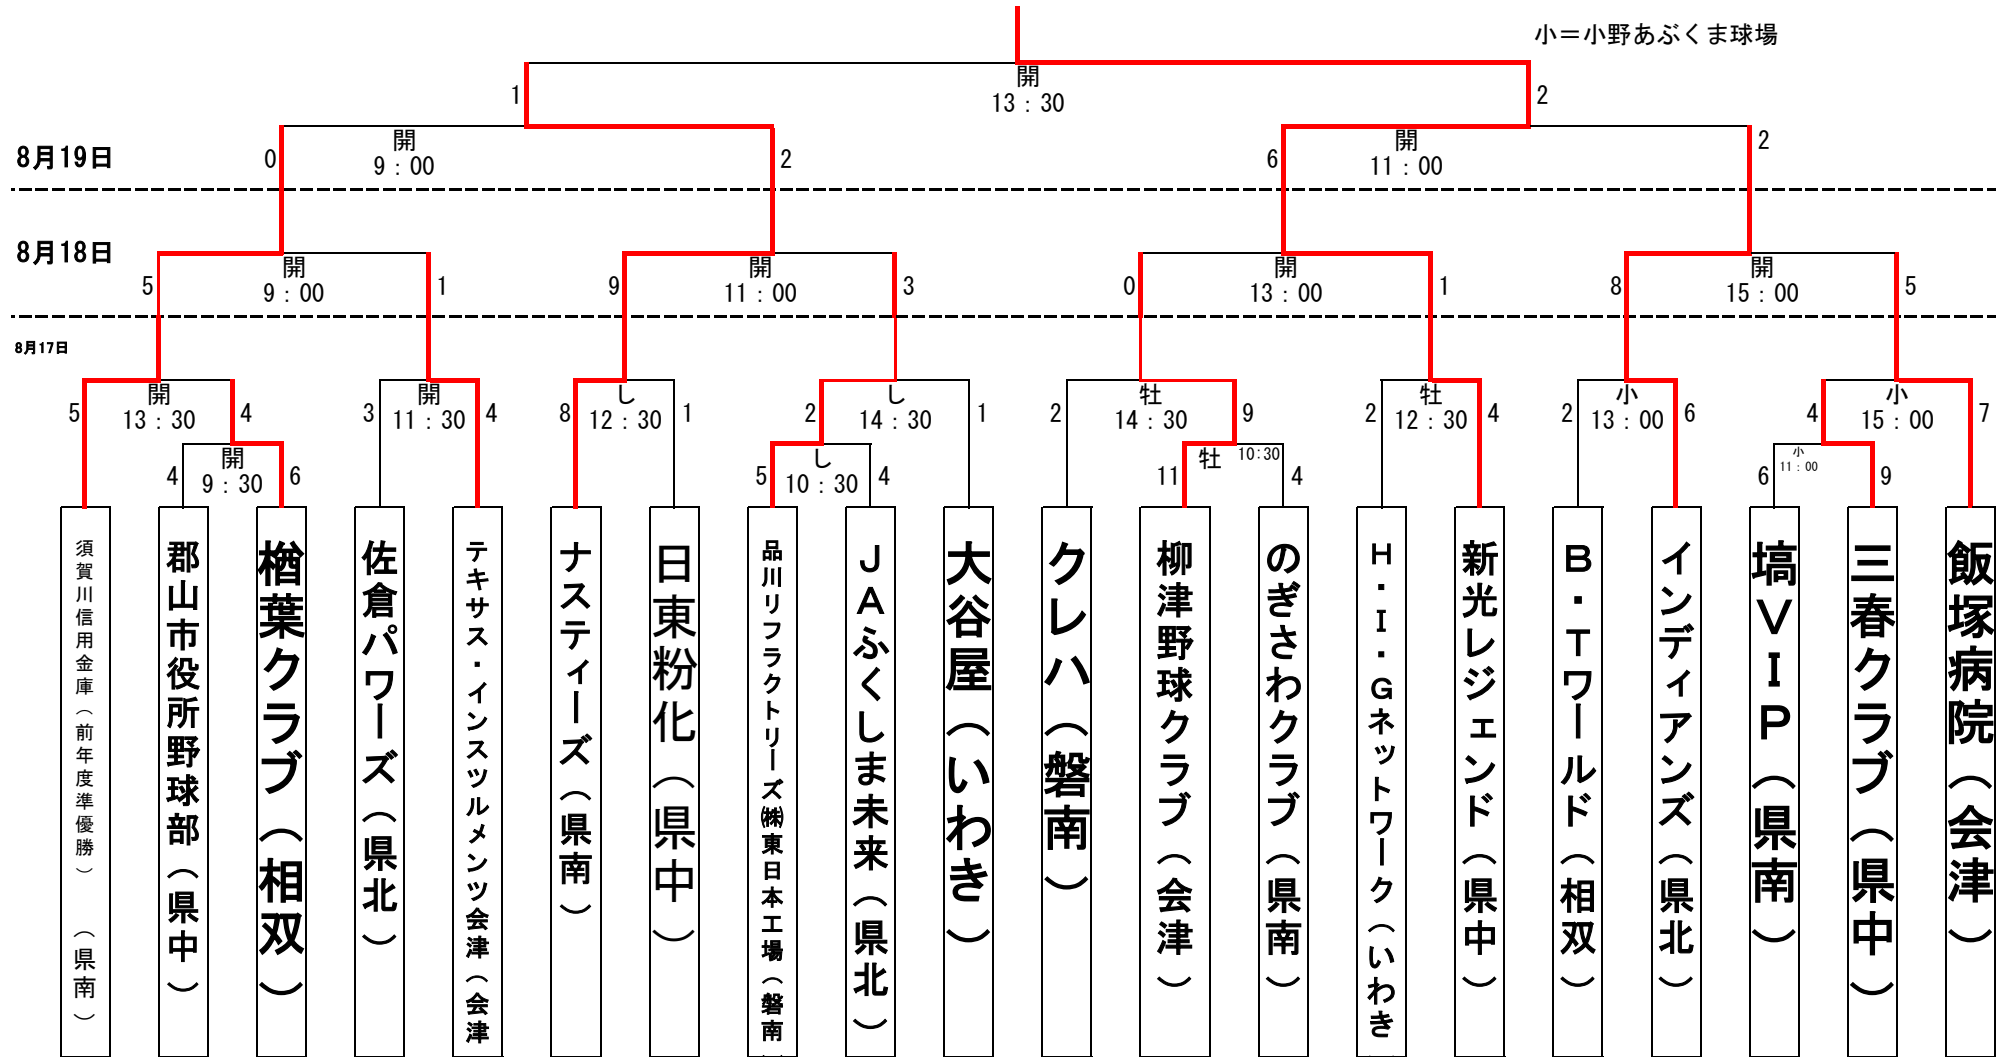 小＝小野あぶくま球場
開
13：30
1
2
8月19日
開
9：00
0
2
開
11：00
6
2
8月18日
開
9：00
5
1
開
11：00
9
3
開
13：00
0
1
開
15：00
8
5
8月17日
開
13：30
5
4
開
11：30
3
4
し
12：30
8
1
し
14：30
2
1
牡
14：30
2
9
牡
12：30
2
4
小
13：00
2
6
小
15：00
4
7
開
9：30
4
6
し
10：30
5
4
牡
10:30
11
4
小
11：00
6
9
須賀川信用金庫（前年度準優勝）　（県南）
郡山市役所野球部（県中）
楢葉クラブ（相双）
佐倉パワーズ（県北）
テキサス・インスツルメンツ会津（会津
ナスティーズ（県南）
日東粉化（県中）
品川リフラクトリーズ㈱東日本工場（磐南
ＪＡふくしま未来（県北）
大谷屋（いわき）
クレハ（磐南）
柳津野球クラブ（会津）
のぎさわクラブ（県南）
Ｈ・Ｉ・Ｇネットワーク（いわき
新光レジェンド（県中）
Ｂ・Ｔワールド（相双）
インディアンズ（県北）
塙ＶＩＰ（県南）
三春クラブ（県中）
飯塚病院（会津）